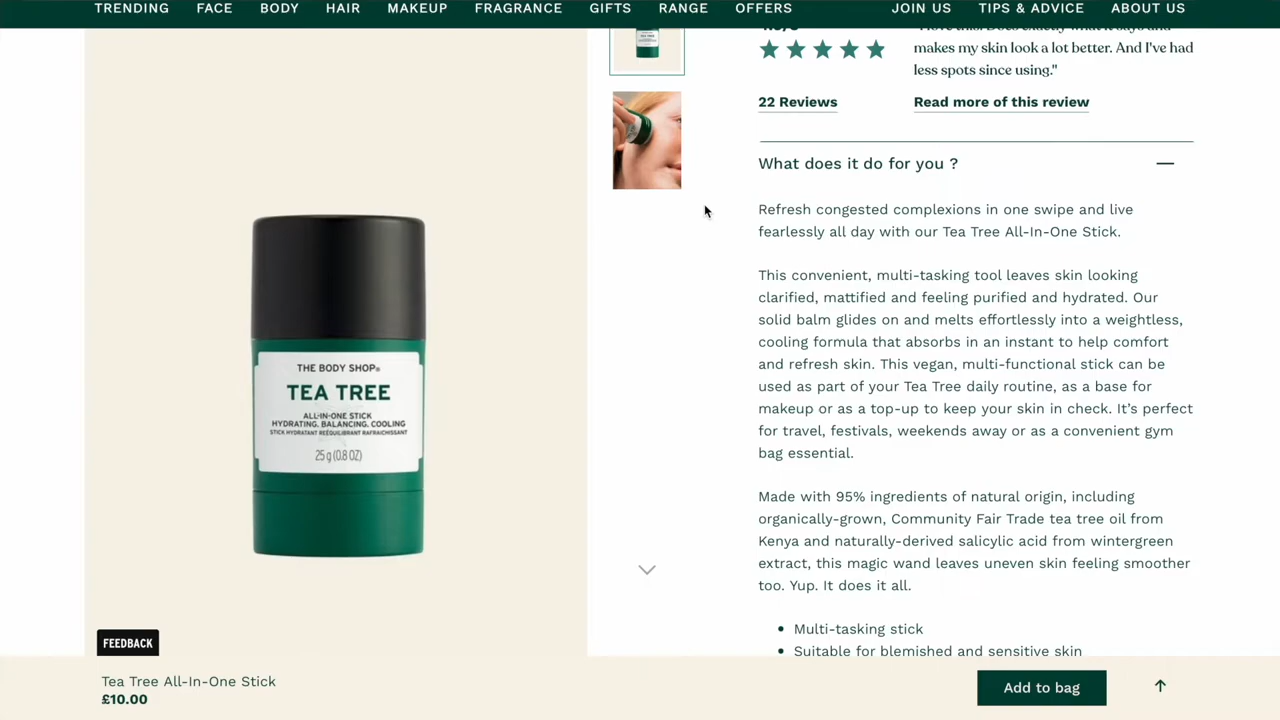 TRENDING FACE BODY HAIR MAKEUP FRAGRANCE GIFTS RANGE OFFERS JOIN US TIPS & ADVICE ABOUT US
makes my skin look a lot better. And I've had
less spots since using."
22 Reviews
Read more of this review
What does it do for you ?
Refresh congested complexions in one swipe and live
fearlessly all day with our Tea Tree All-In-One Stick.
This convenient, multi-tasking tool leaves skin looking
clarified, mattified and feeling purified and hydrated. Our
solid balm glides on and melts effortlessly into a weightless,
cooling formula that absorbs in an instant to help comfort
and refresh skin. This vegan, multi-functional stick can be
used as part of your Tea Tree daily routine, as a base for
makeup or as a top-up to keep your skin in check. It's perfect
for travel, festivals, weekends away or as a convenient gym
bag essential.
Made with 95% ingredients of natural origin, including
organically-grown, Community Fair Trade tea tree oil from
Kenya and naturally-derived salicylic acid from wintergreen
extract, this magic wand leaves uneven skin feeling smoother
too. Yup. It does it all.
• Multi-tasking stick
• Suitable for blemished and sensitive skin
THE BODY SHOP®
TEA TREE
ALL-IN-ONE STICK
HYDRATING. BALANCING. COOLING
STICK HYDRATANT RÉÉQUILIBRANT RAFRAICHISSANT
25 g (0.8 OZ)
FEEDBACK
Tea Tree All-In-One Stick
£10.00
Add to bag